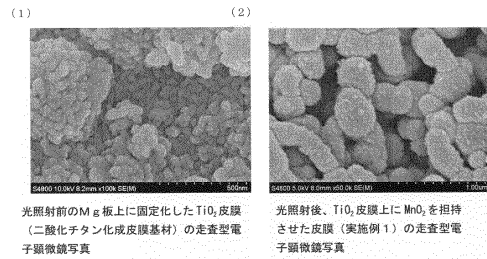 （1）
（2）
S4800 10.0kV 8.2mm x100k SE(M)
500nm
S4800 5.0kV 8.0mm x50.0k SE(M)
1.00um
光照射前のＭｇ板上に固定化したTiO₂皮膜
（二酸化チタン化成皮膜基材）の走査型電
子顕微鏡写真
光照射後、TiO₂皮膜上にMnO₂を担持
させた皮膜（実施例１）の走査型電
子顕微鏡写真